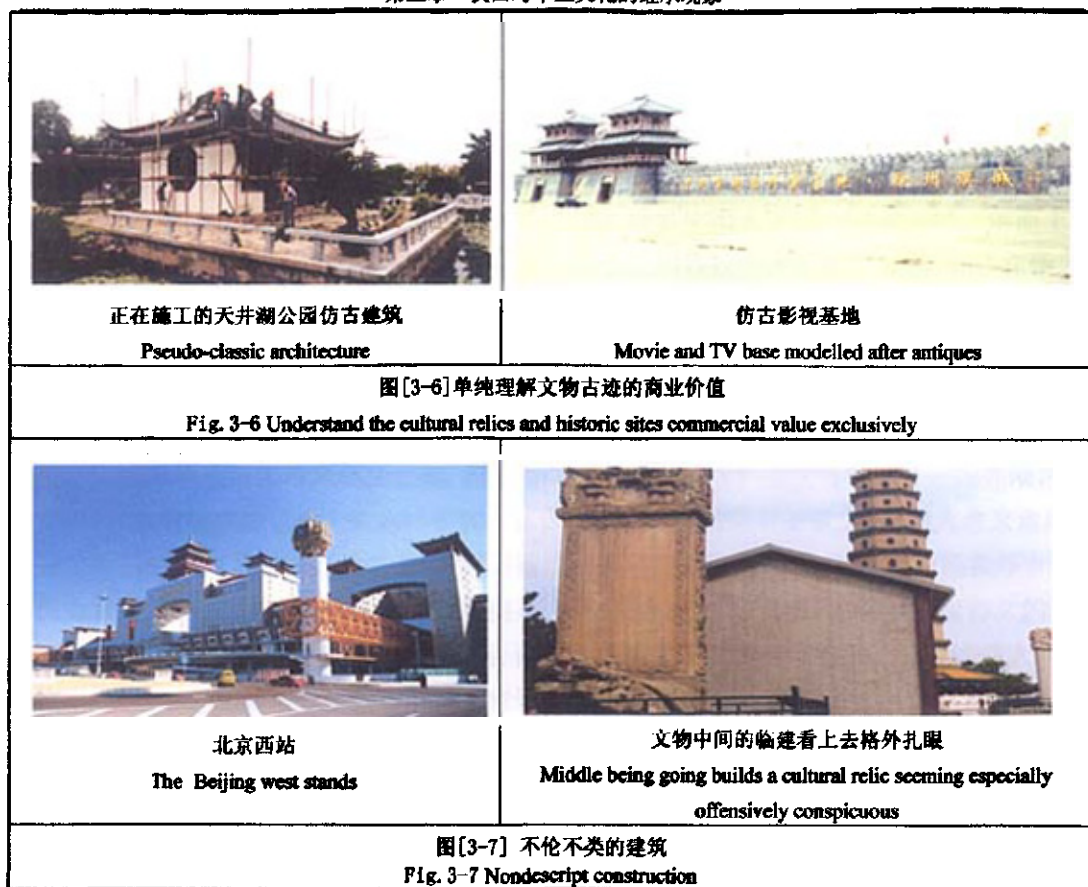 正在施工的天井湖公园仿古建筑
Pseudo-classic architecture
仿古影视基地
Movie and TV base modelled after antiques
图[3-6]单纯理解文物古迹的商业价值
Fig. 3-6 Understand the cultural relics and historic sites commercial value exclusively
北京西站
The Beijing west stands
文物中间的临建看上去格外扎眼
Middle being going builds a cultural relic seeming especially
offensively conspicuous
图[3-7] 不伦不类的建筑
Fig. 3-7 Nondescript construction